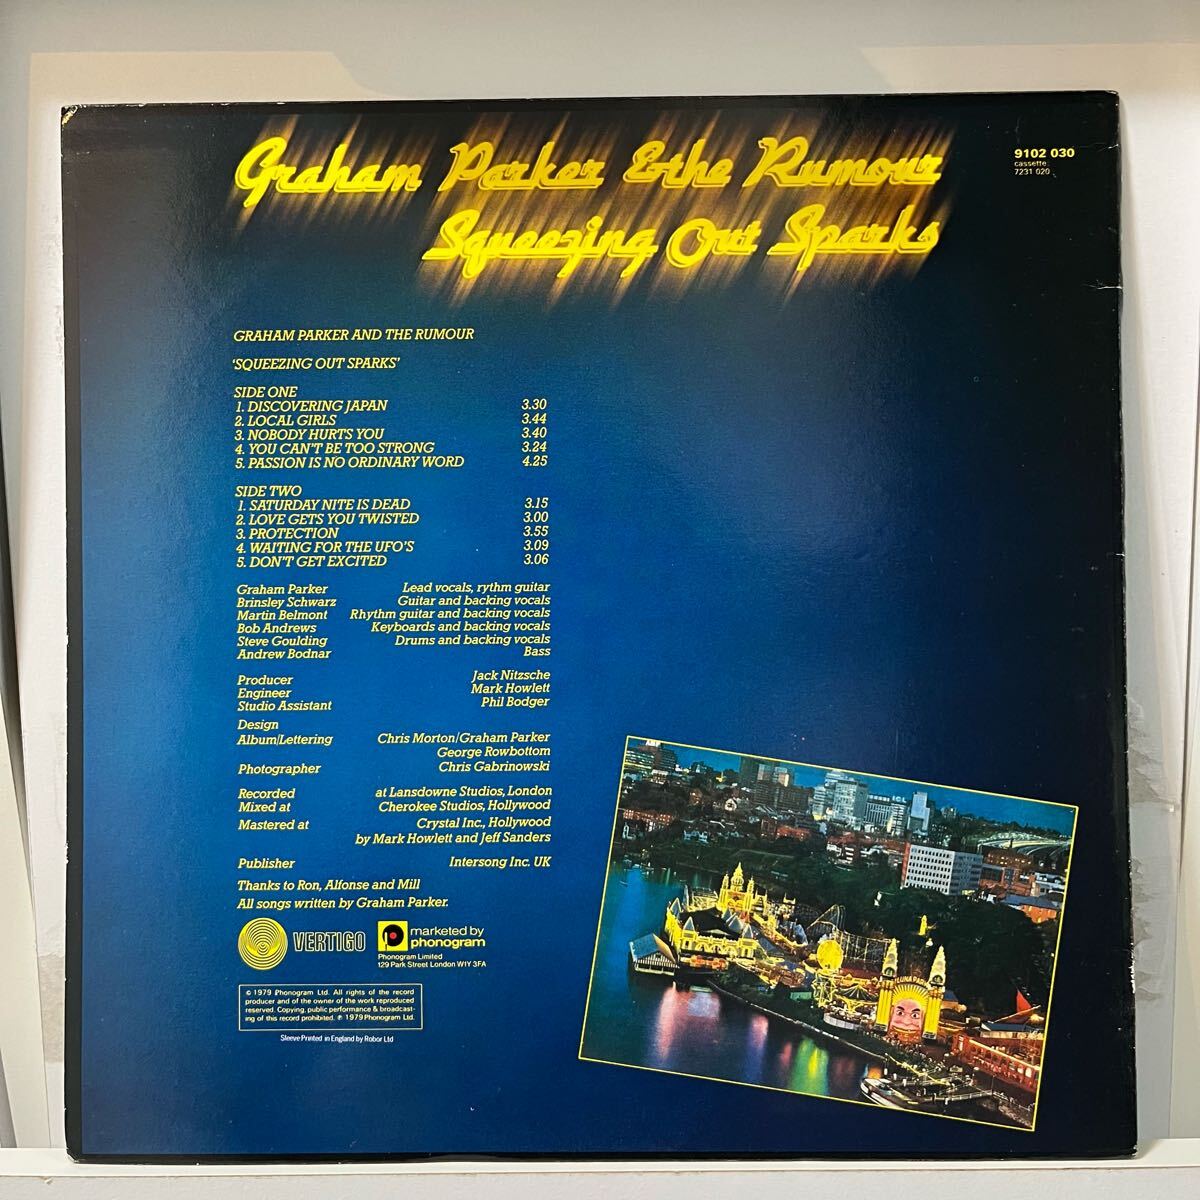 Graham Parker & the Rumour
Squeezing Out Sparks
9102 030
cassette:
7231 020
GRAHAM PARKER AND THE RUMOUR
'SQUEEZING OUT SPARKS'
SIDE ONE
1. DISCOVERING JAPAN 3.30
2. LOCAL GIRLS 3.44
3. NOBODY HURTS YOU 3.40
4. YOU CAN'T BE TOO STRONG 3.24
5. PASSION IS NO ORDINARY WORD 4.25
SIDE TWO
1. SATURDAY NITE IS DEAD 3.15
2. LOVE GETS YOU TWISTED 3.00
3. PROTECTION 3.55
4. WAITING FOR THE UFO'S 3.09
5. DON'T GET EXCITED 3.06
Graham Parker Lead vocals, rythm guitar
Brinsley Schwarz Guitar and backing vocals
Martin Belmont Rhythm guitar and backing vocals
Bob Andrews Keyboards and backing vocals
Steve Goulding Drums and backing vocals
Andrew Bodnar Bass
Producer Jack Nitzsche
Engineer Mark Howlett
Studio Assistant Phil Bodger
Design
Album/Lettering Chris Morton/Graham Parker
George Rowbottom
Photographer Chris Gabrinowski
Recorded at Lansdowne Studios, London
Mixed at Cherokee Studios, Hollywood
Mastered at Crystal Inc., Hollywood
by Mark Howlett and Jeff Sanders
Publisher Intersong Inc. UK
Thanks to Ron, Alfonse and Mill
All songs written by Graham Parker.
VERTIGO
marketed by
phonogram
Phonogram Limited
129 Park Street London W1Y 3FA
© 1979 Phonogram Ltd. All rights of the record
producer and of the owner of the work reproduced
reserved. Copying, public performance & broadcast-
ing of this record prohibited. ℗ 1979 Phonogram Ltd.
Sleeve Printed in England by Robor Ltd
ICL
LUNA PARK